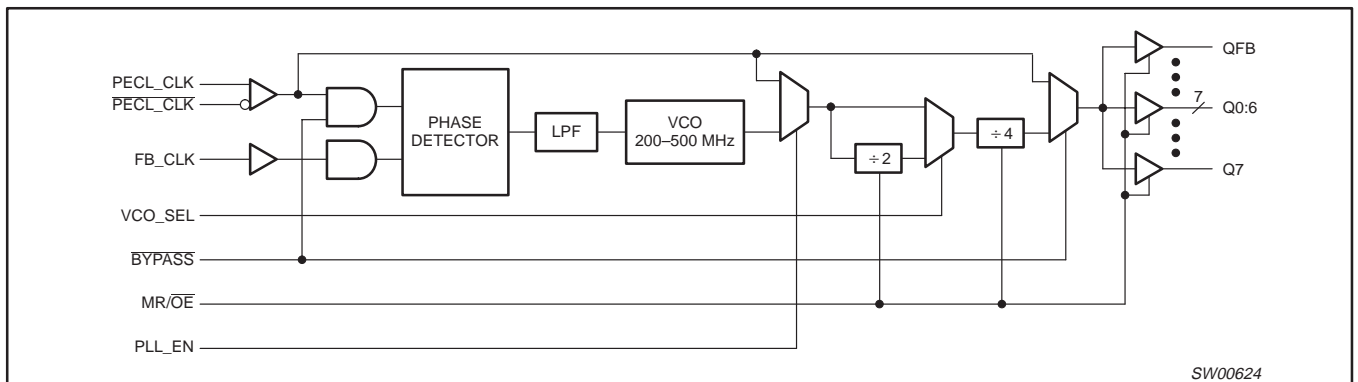 PECL_CLK
PECL_CLK
FB_CLK
VCO_SEL
BYPASS
MR/OE
PLL_EN
PHASE
DETECTOR
LPF
VCO
200–500 MHz
÷2
÷4
QFB
7
Q0:6
Q7
SW00624